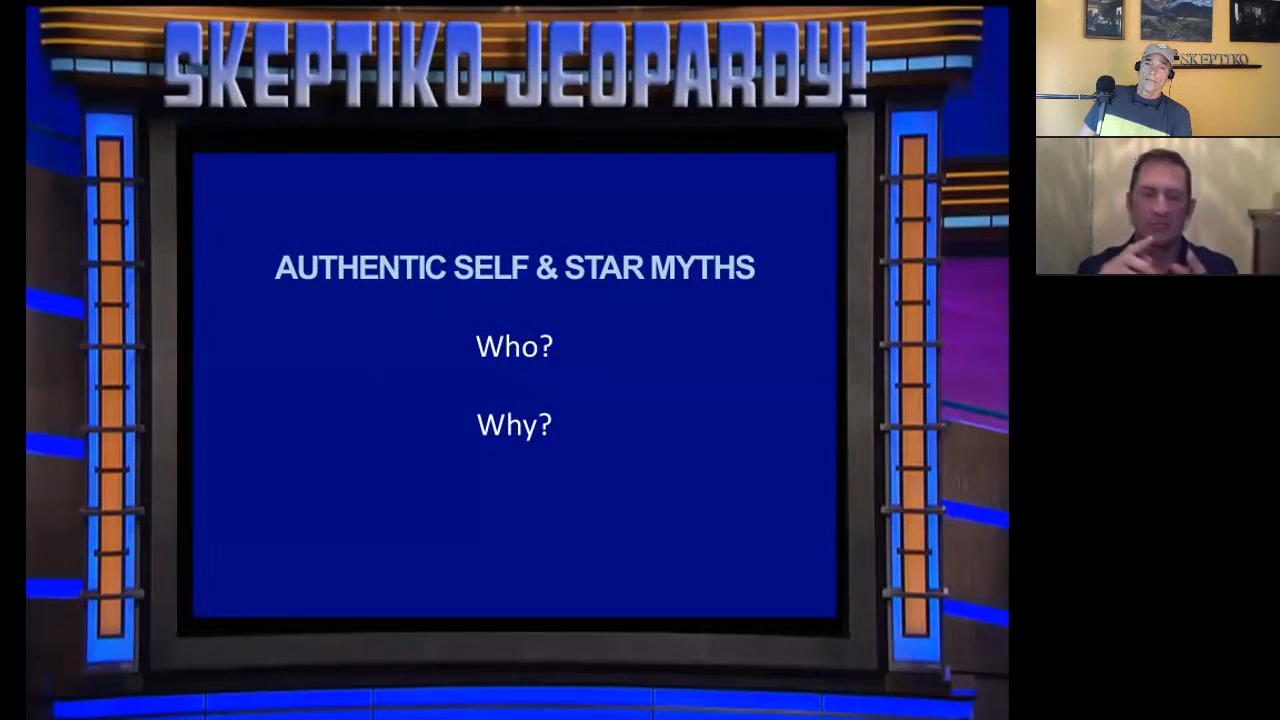 SKEPTIKO JEOPARDY!
AUTHENTIC SELF & STAR MYTHS
Who?
Why?
SKEPTIKO